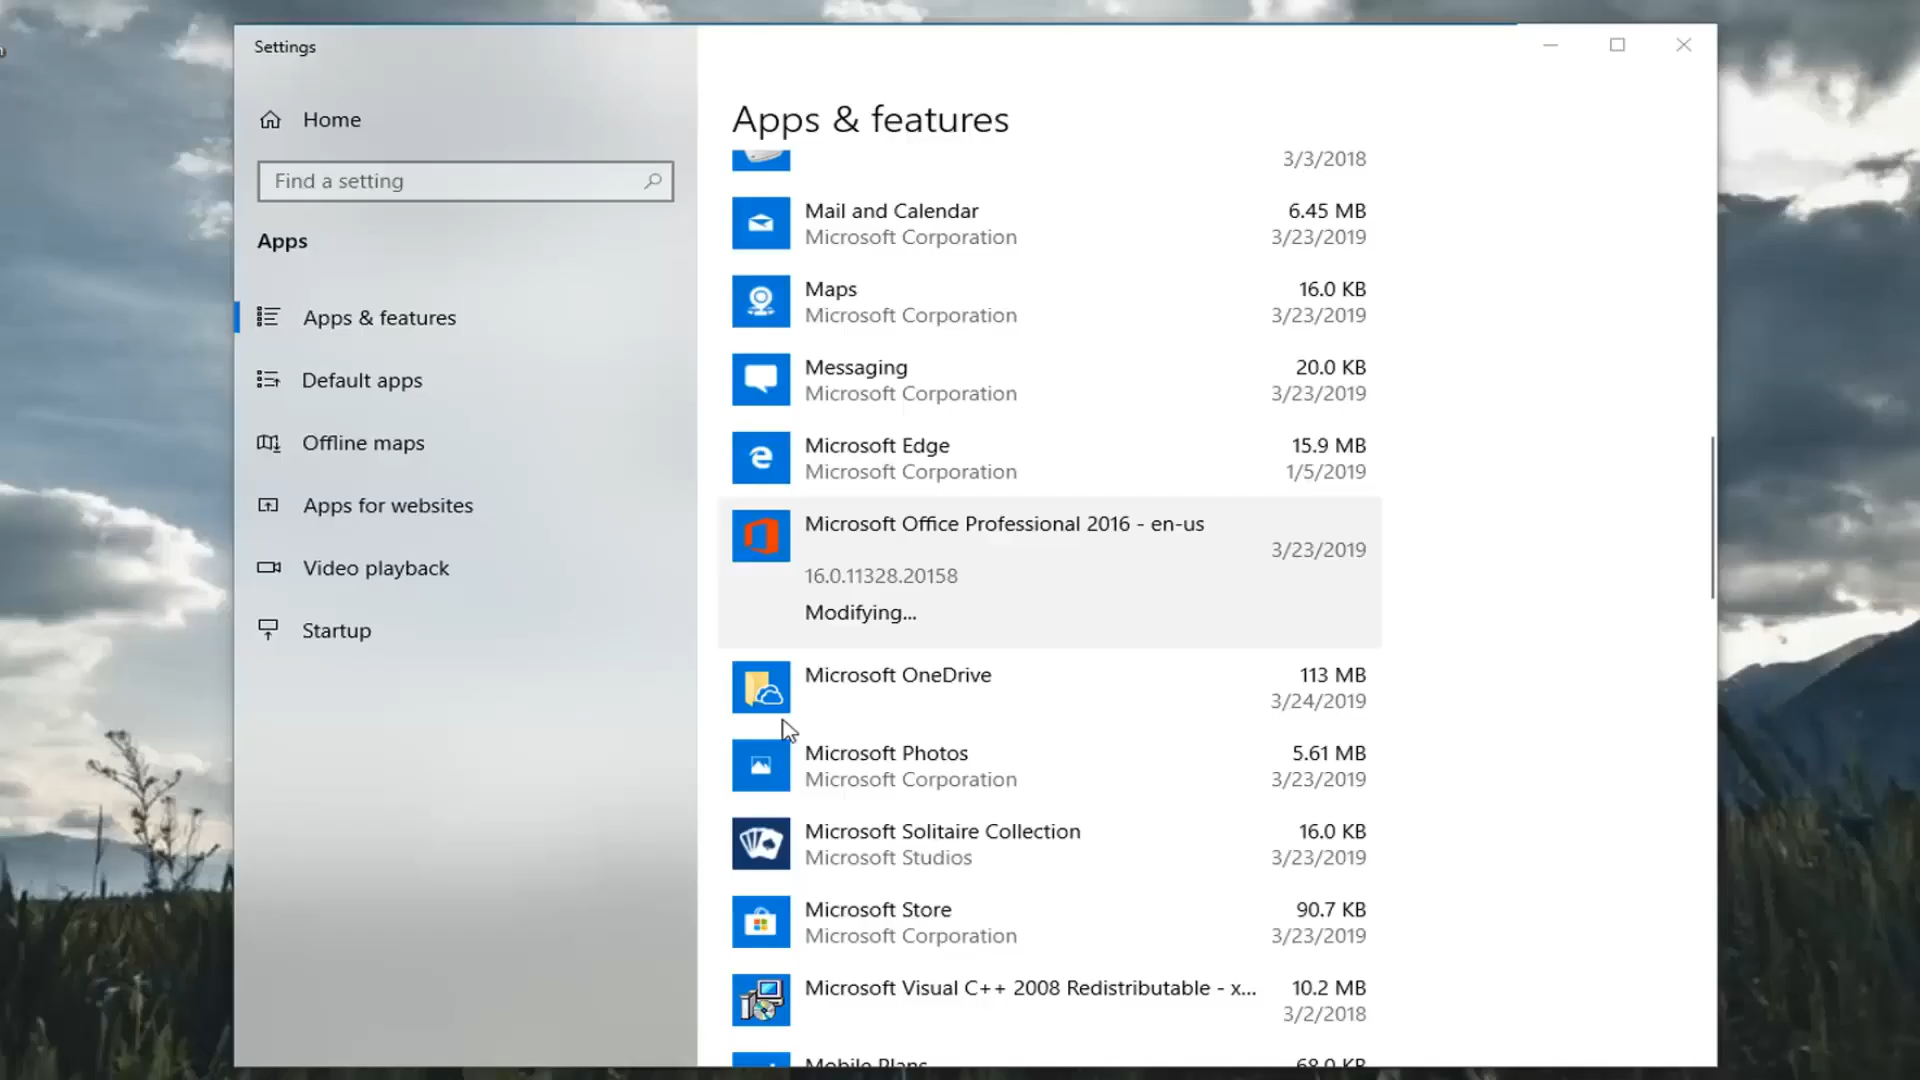 Settings
Home
Find a setting
Apps
Apps & features
Default apps
Offline maps
Apps for websites
Video playback
Startup
Apps & features
3/3/2018
Mail and Calendar 6.45 MB
Microsoft Corporation 3/23/2019
Maps 16.0 KB
Microsoft Corporation 3/23/2019
Messaging 20.0 KB
Microsoft Corporation 3/23/2019
Microsoft Edge 15.9 MB
Microsoft Corporation 1/5/2019
Microsoft Office Professional 2016 - en-us
3/23/2019
16.0.11328.20158
Modifying...
Microsoft OneDrive 113 MB
3/24/2019
Microsoft Photos 5.61 MB
Microsoft Corporation 3/23/2019
Microsoft Solitaire Collection 16.0 KB
Microsoft Studios 3/23/2019
Microsoft Store 90.7 KB
Microsoft Corporation 3/23/2019
Microsoft Visual C++ 2008 Redistributable - x... 10.2 MB
3/2/2018
Mobile Plans 68.0 KB